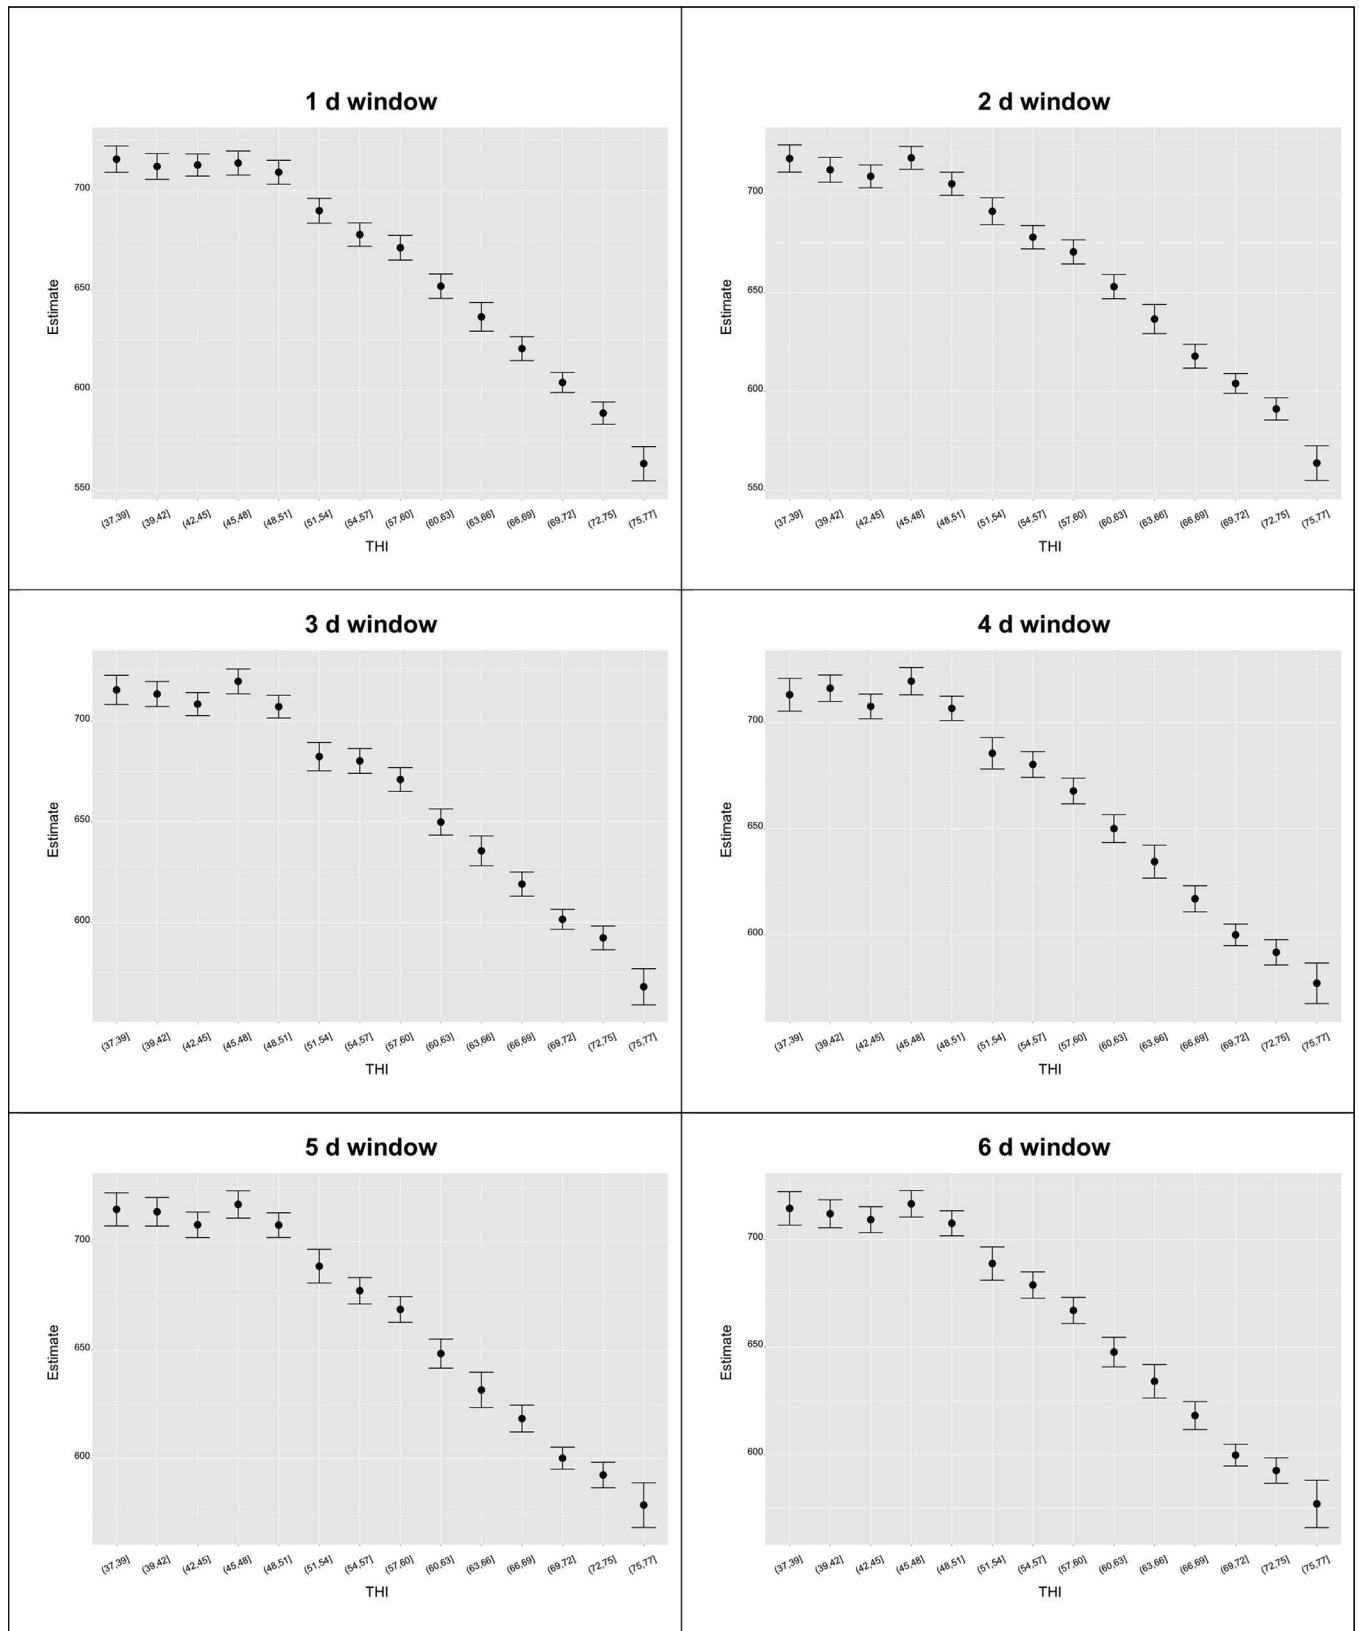 1 d window
Estimate
700
650
600
550
(37,39] (39,42] (42,45] (45,48] (48,51] (51,54] (54,57] (57,60] (60,63] (63,66] (66,69] (69,72] (72,75] (75,77]
THI
2 d window
Estimate
700
650
600
550
(37,39] (39,42] (42,45] (45,48] (48,51] (51,54] (54,57] (57,60] (60,63] (63,66] (66,69] (69,72] (72,75] (75,77]
THI
3 d window
Estimate
700
650
600
(37,39] (39,42] (42,45] (45,48] (48,51] (51,54] (54,57] (57,60] (60,63] (63,66] (66,69] (69,72] (72,75] (75,77]
THI
4 d window
Estimate
700
650
600
(37,39] (39,42] (42,45] (45,48] (48,51] (51,54] (54,57] (57,60] (60,63] (63,66] (66,69] (69,72] (72,75] (75,77]
THI
5 d window
Estimate
700
650
600
(37,39] (39,42] (42,45] (45,48] (48,51] (51,54] (54,57] (57,60] (60,63] (63,66] (66,69] (69,72] (72,75] (75,77]
THI
6 d window
Estimate
700
650
600
(37,39] (39,42] (42,45] (45,48] (48,51] (51,54] (54,57] (57,60] (60,63] (63,66] (66,69] (69,72] (72,75] (75,77]
THI